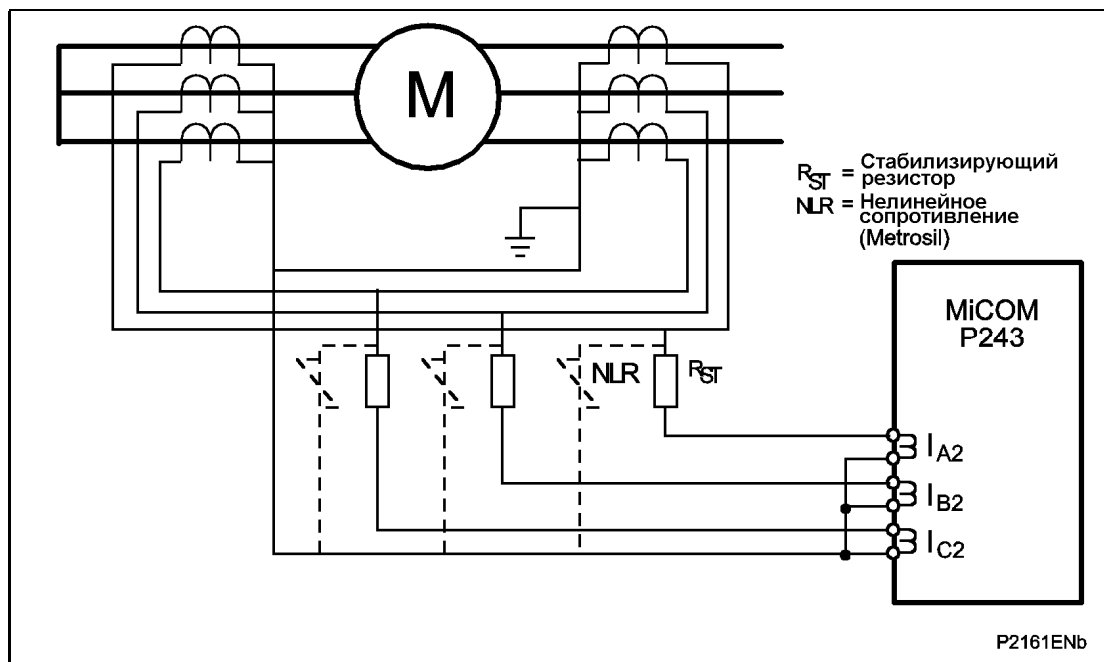 M
R_ST = Стабилизирующий
резистор
NLR = Нелинейное
сопротивление
(Metrosil)
MiCOM
P243
NLR
R_ST
I_A2
I_B2
I_C2
P2161ENb